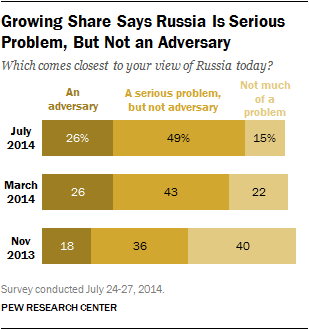 Growing Share Says Russia Is Serious
Problem, But Not an Adversary
Which comes closest to your view of Russia today?
An
adversary
A serious problem,
but not adversary
Not much
of a
problem
July
2014
26%
49%
15%
March
2014
26
43
22
Nov
2013
18
36
40
Survey conducted July 24-27, 2014.
PEW RESEARCH CENTER